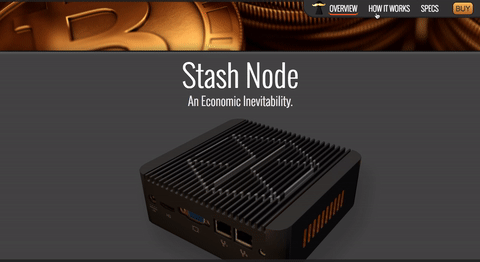 OVERVIEW HOW IT WORKS SPECS BUY
Stash Node
An Economic Inevitability.